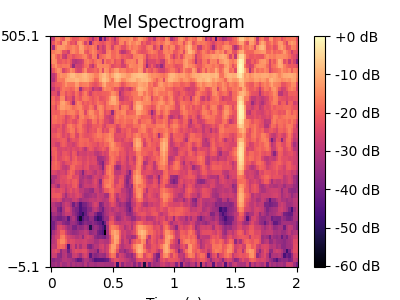 Mel Spectrogram
505.1
−5.1
0
0.5
1
1.5
2
+0 dB
-10 dB
-20 dB
-30 dB
-40 dB
-50 dB
-60 dB